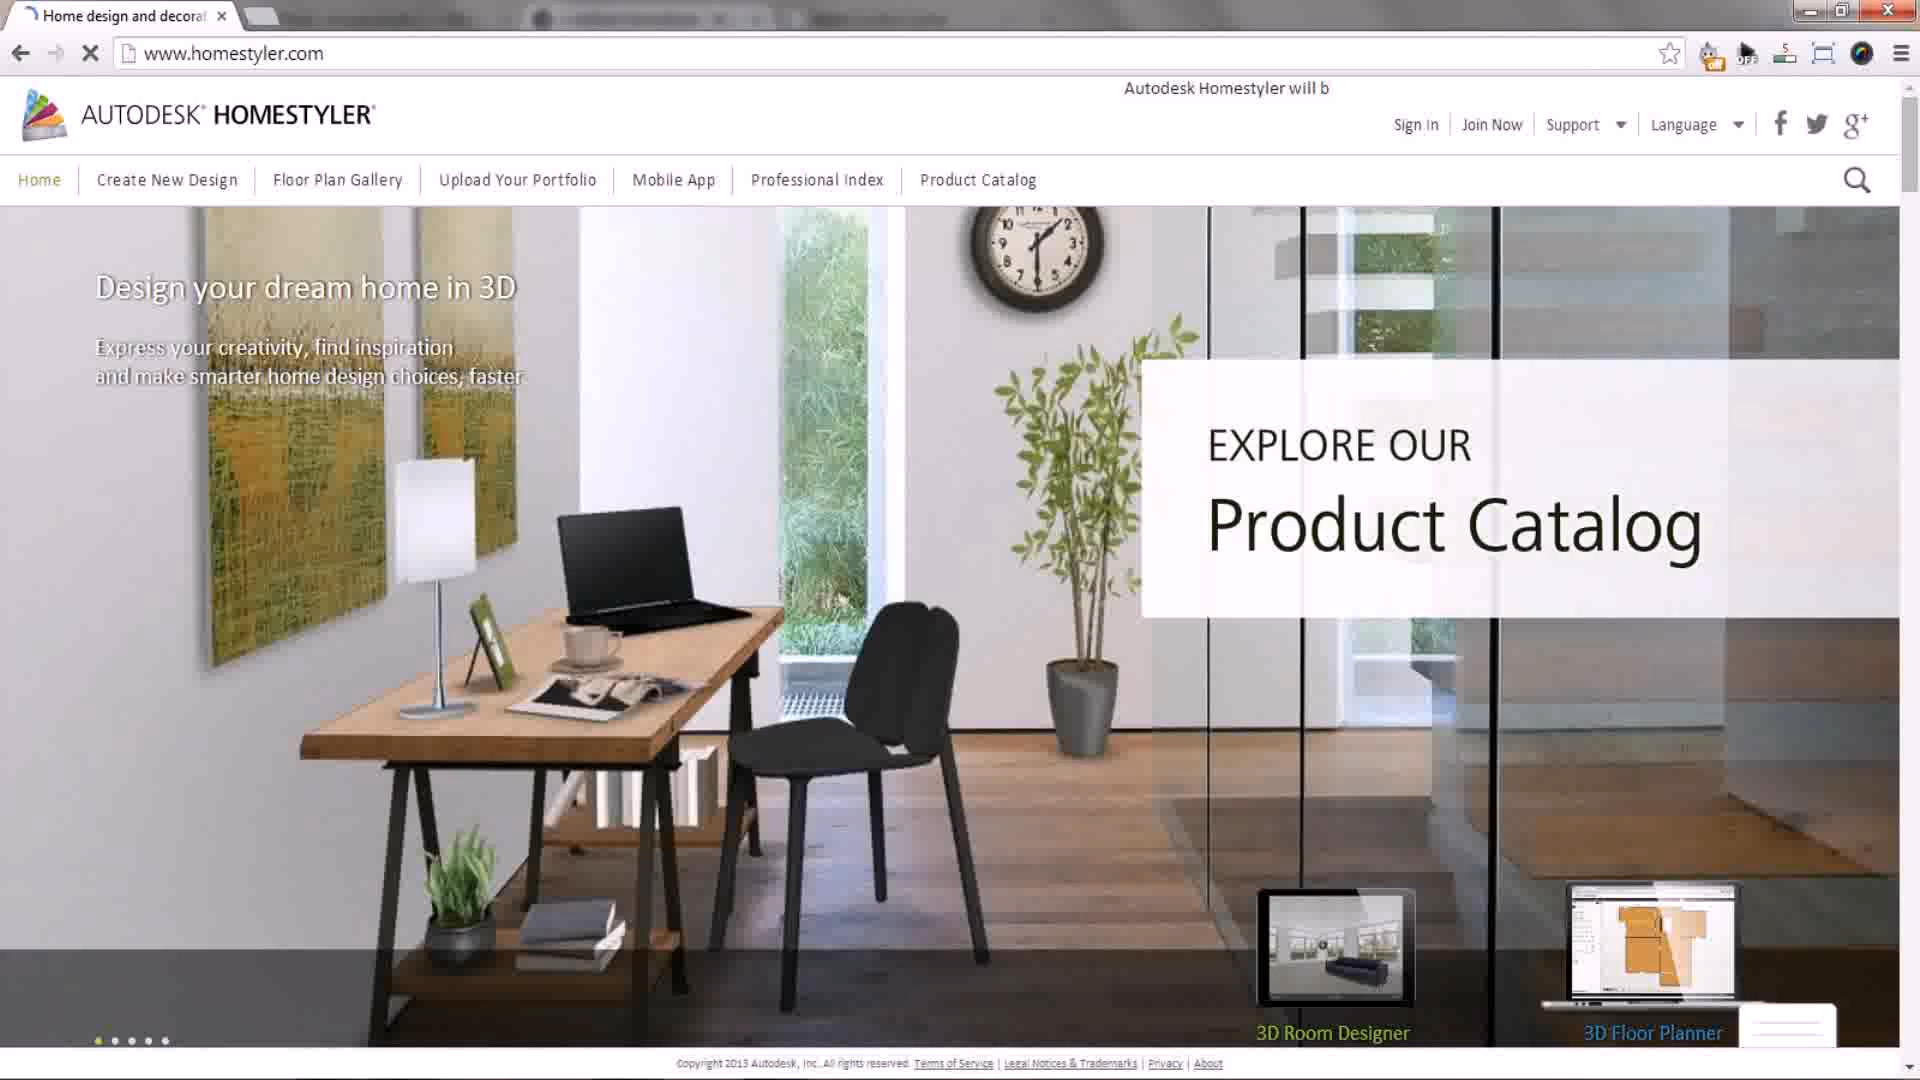 Home design and decorat
www.homestyler.com
Autodesk Homestyler will b
AUTODESK® HOMESTYLER®
Sign In
Join Now
Support
Language
Home
Create New Design
Floor Plan Gallery
Upload Your Portfolio
Mobile App
Professional Index
Product Catalog
Design your dream home in 3D
Express your creativity, find inspiration
and make smarter home design choices, faster
EXPLORE OUR
Product Catalog
3D Room Designer
3D Floor Planner
Copyright 2013 Autodesk, Inc. All rights reserved. Terms of Service | Legal Notices & Trademarks | Privacy | About